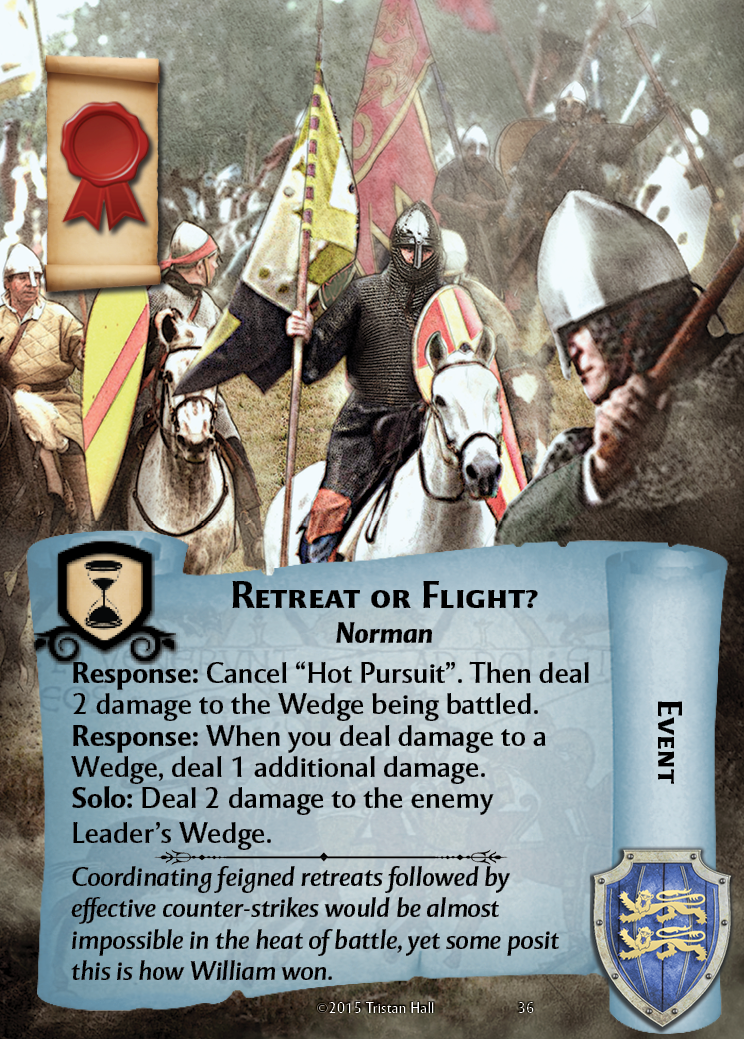 Retreat or Flight?
Norman
Response: Cancel “Hot Pursuit”. Then deal
2 damage to the Wedge being battled.
Response: When you deal damage to a
Wedge, deal 1 additional damage.
Solo: Deal 2 damage to the enemy
Leader’s Wedge.
Coordinating feigned retreats followed by
effective counter-strikes would be almost
impossible in the heat of battle, yet some posit
this is how William won.
Event
©2015 Tristan Hall
36